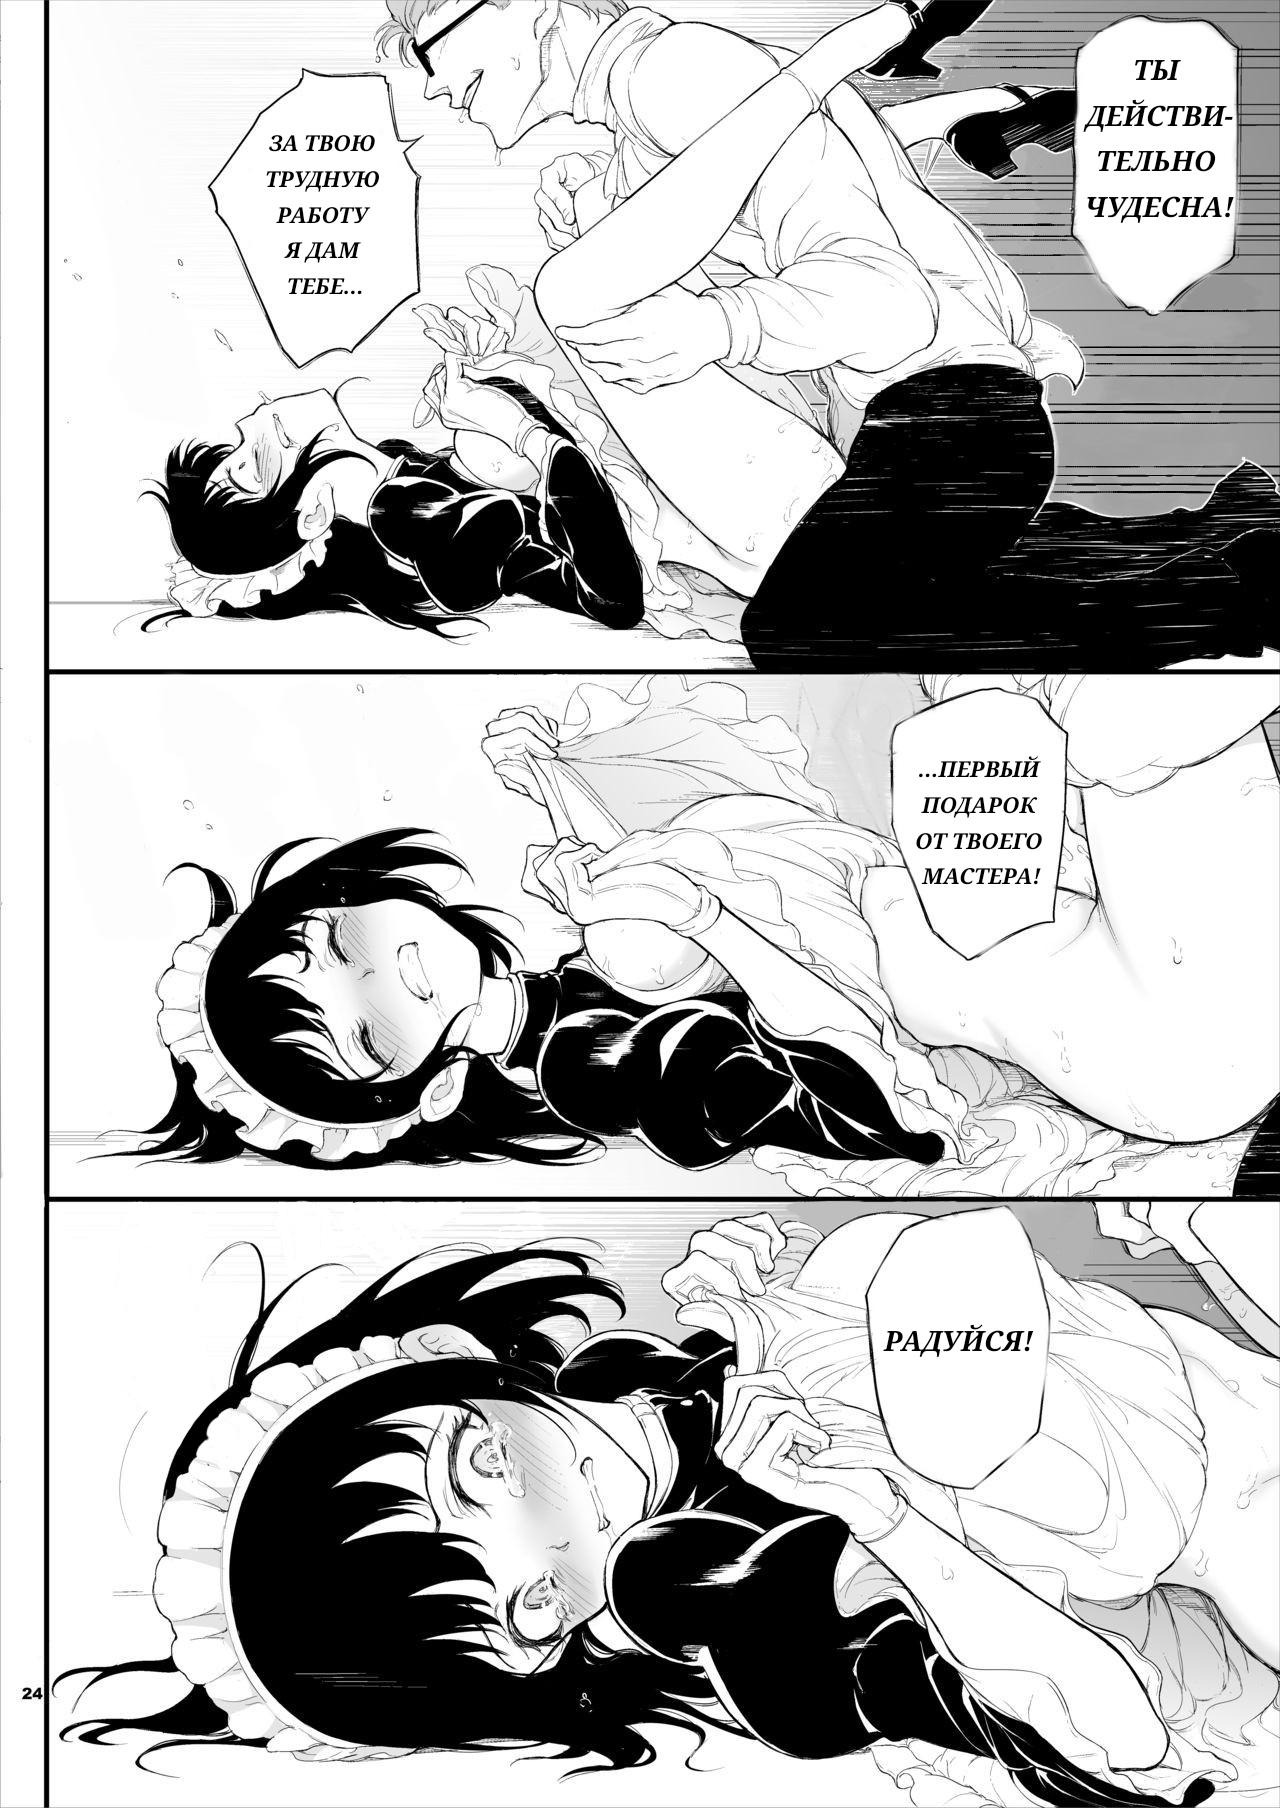 ТЫ
ДЕЙСТВИ-
ТЕЛЬНО
ЧУДЕСНА!
ЗА ТВОЮ
ТРУДНУЮ
РАБОТУ
Я ДАМ
ТЕБЕ...
...ПЕРВЫЙ
ПОДАРОК
ОТ ТВОЕГО
МАСТЕРА!
РАДУЙСЯ!
24